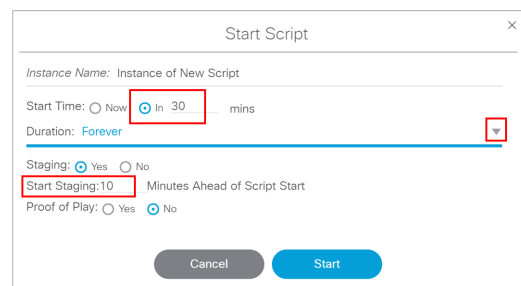 Start Script
Instance Name: Instance of New Script
Start Time: Now In 30 mins
Duration: Forever
Staging: Yes No
Start Staging:10 Minutes Ahead of Script Start
Proof of Play: Yes No
Cancel Start